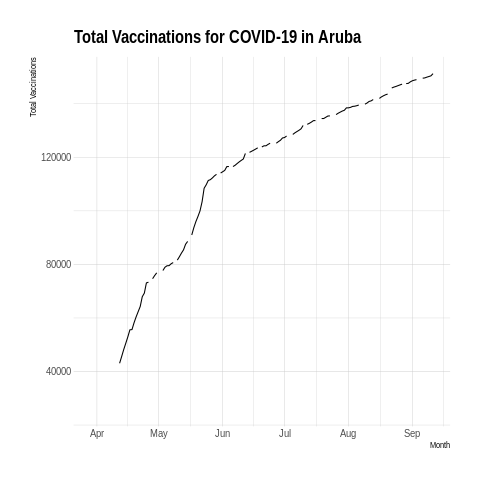 Total Vaccinations for COVID-19 in Aruba
Total Vaccinations
120000
80000
40000
Apr May Jun Jul Aug Sep
Month